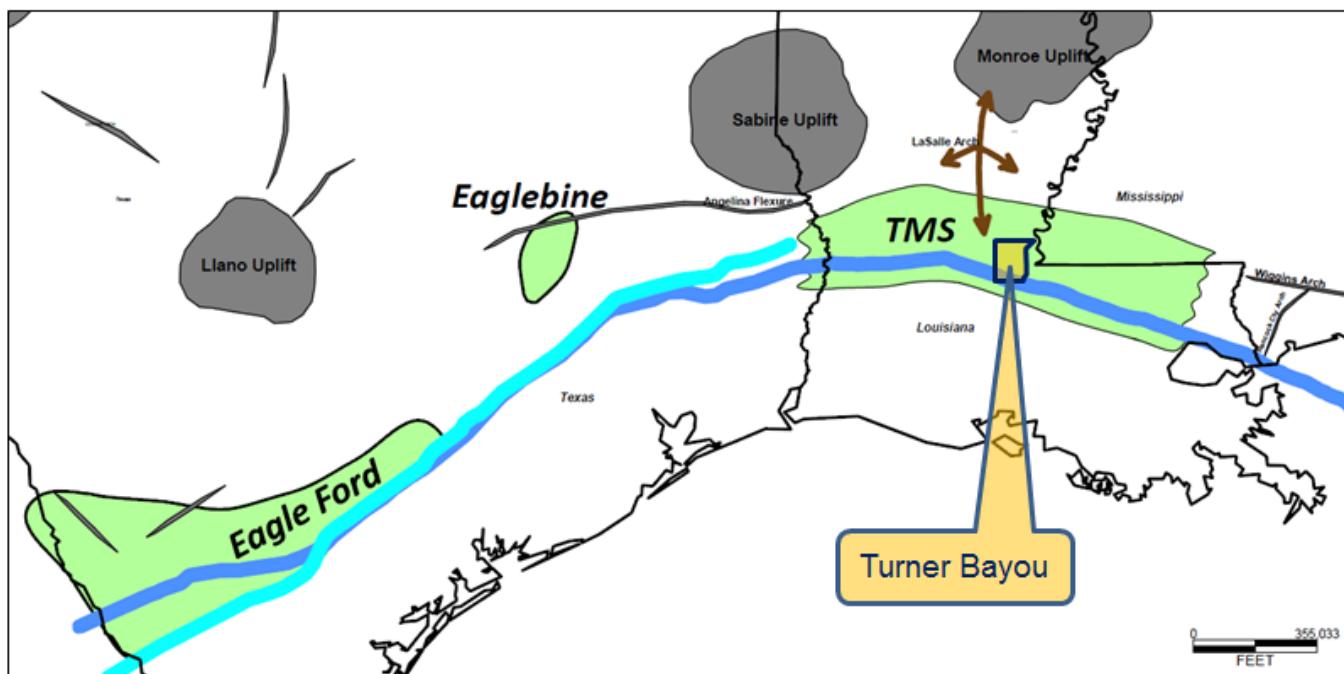 Monroe Uplift
Sabine Uplift
LaSalle Arch
Texas
Eaglebine
Angelina Flexure
Mississippi
TMS
Llano Uplift
Wiggins Arch
Louisiana
Texas
Eagle Ford
Turner Bayou
0 355,033
FEET